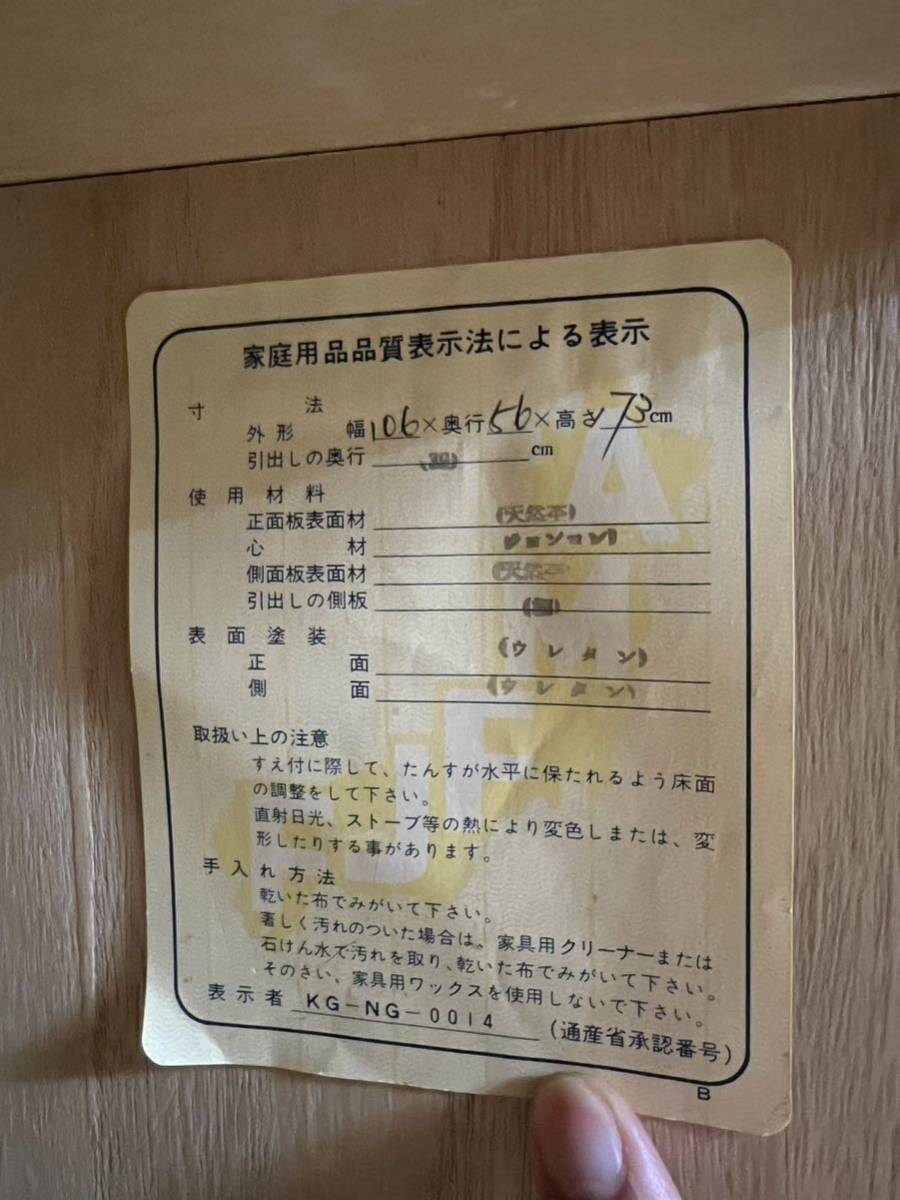 家庭用品品質表示法による表示
寸法
外形 幅106×奥行56×高さ73cm
引出しの奥行 cm
使用材料
正面板表面材 (天然木)
心材
側面板表面材 (天然木
引出しの側板
表面塗装
正面 (ウレタン)
側面 (ウレタン)
取扱い上の注意
すえ付に際して、たんすが水平に保たれるよう床面
の調整をして下さい。
直射日光、ストーブ等の熱により変色しまたは、変
形したりする事があります。
手入れ方法
乾いた布でみがいて下さい。
著しく汚れのついた場合は、家具用クリーナーまたは
石けん水で汚れを取り、乾いた布でみがいて下さい。
そのさい、家具用ワックスを使用しないで下さい。
表示者 KG-NG-0014 (通産省承認番号)
B